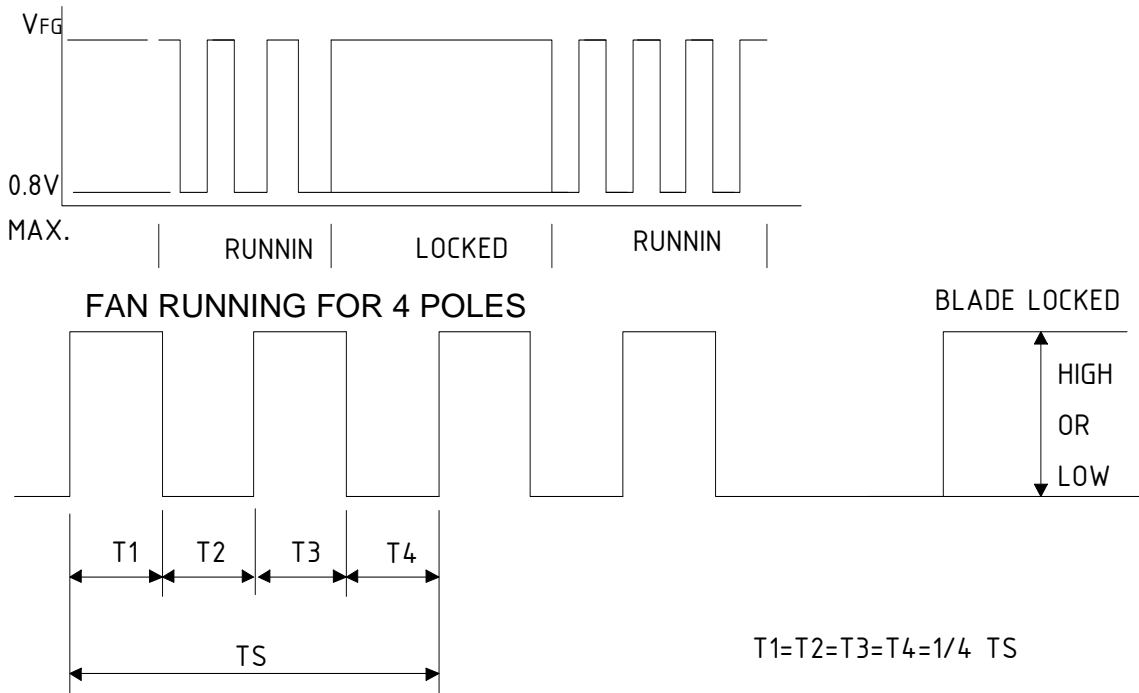 VFG
0.8V
MAX.
RUNNIN
LOCKED
RUNNIN
FAN RUNNING FOR 4 POLES
BLADE LOCKED
HIGH
OR
LOW
T1 T2 T3 T4
TS
T1=T2=T3=T4=1/4 TS